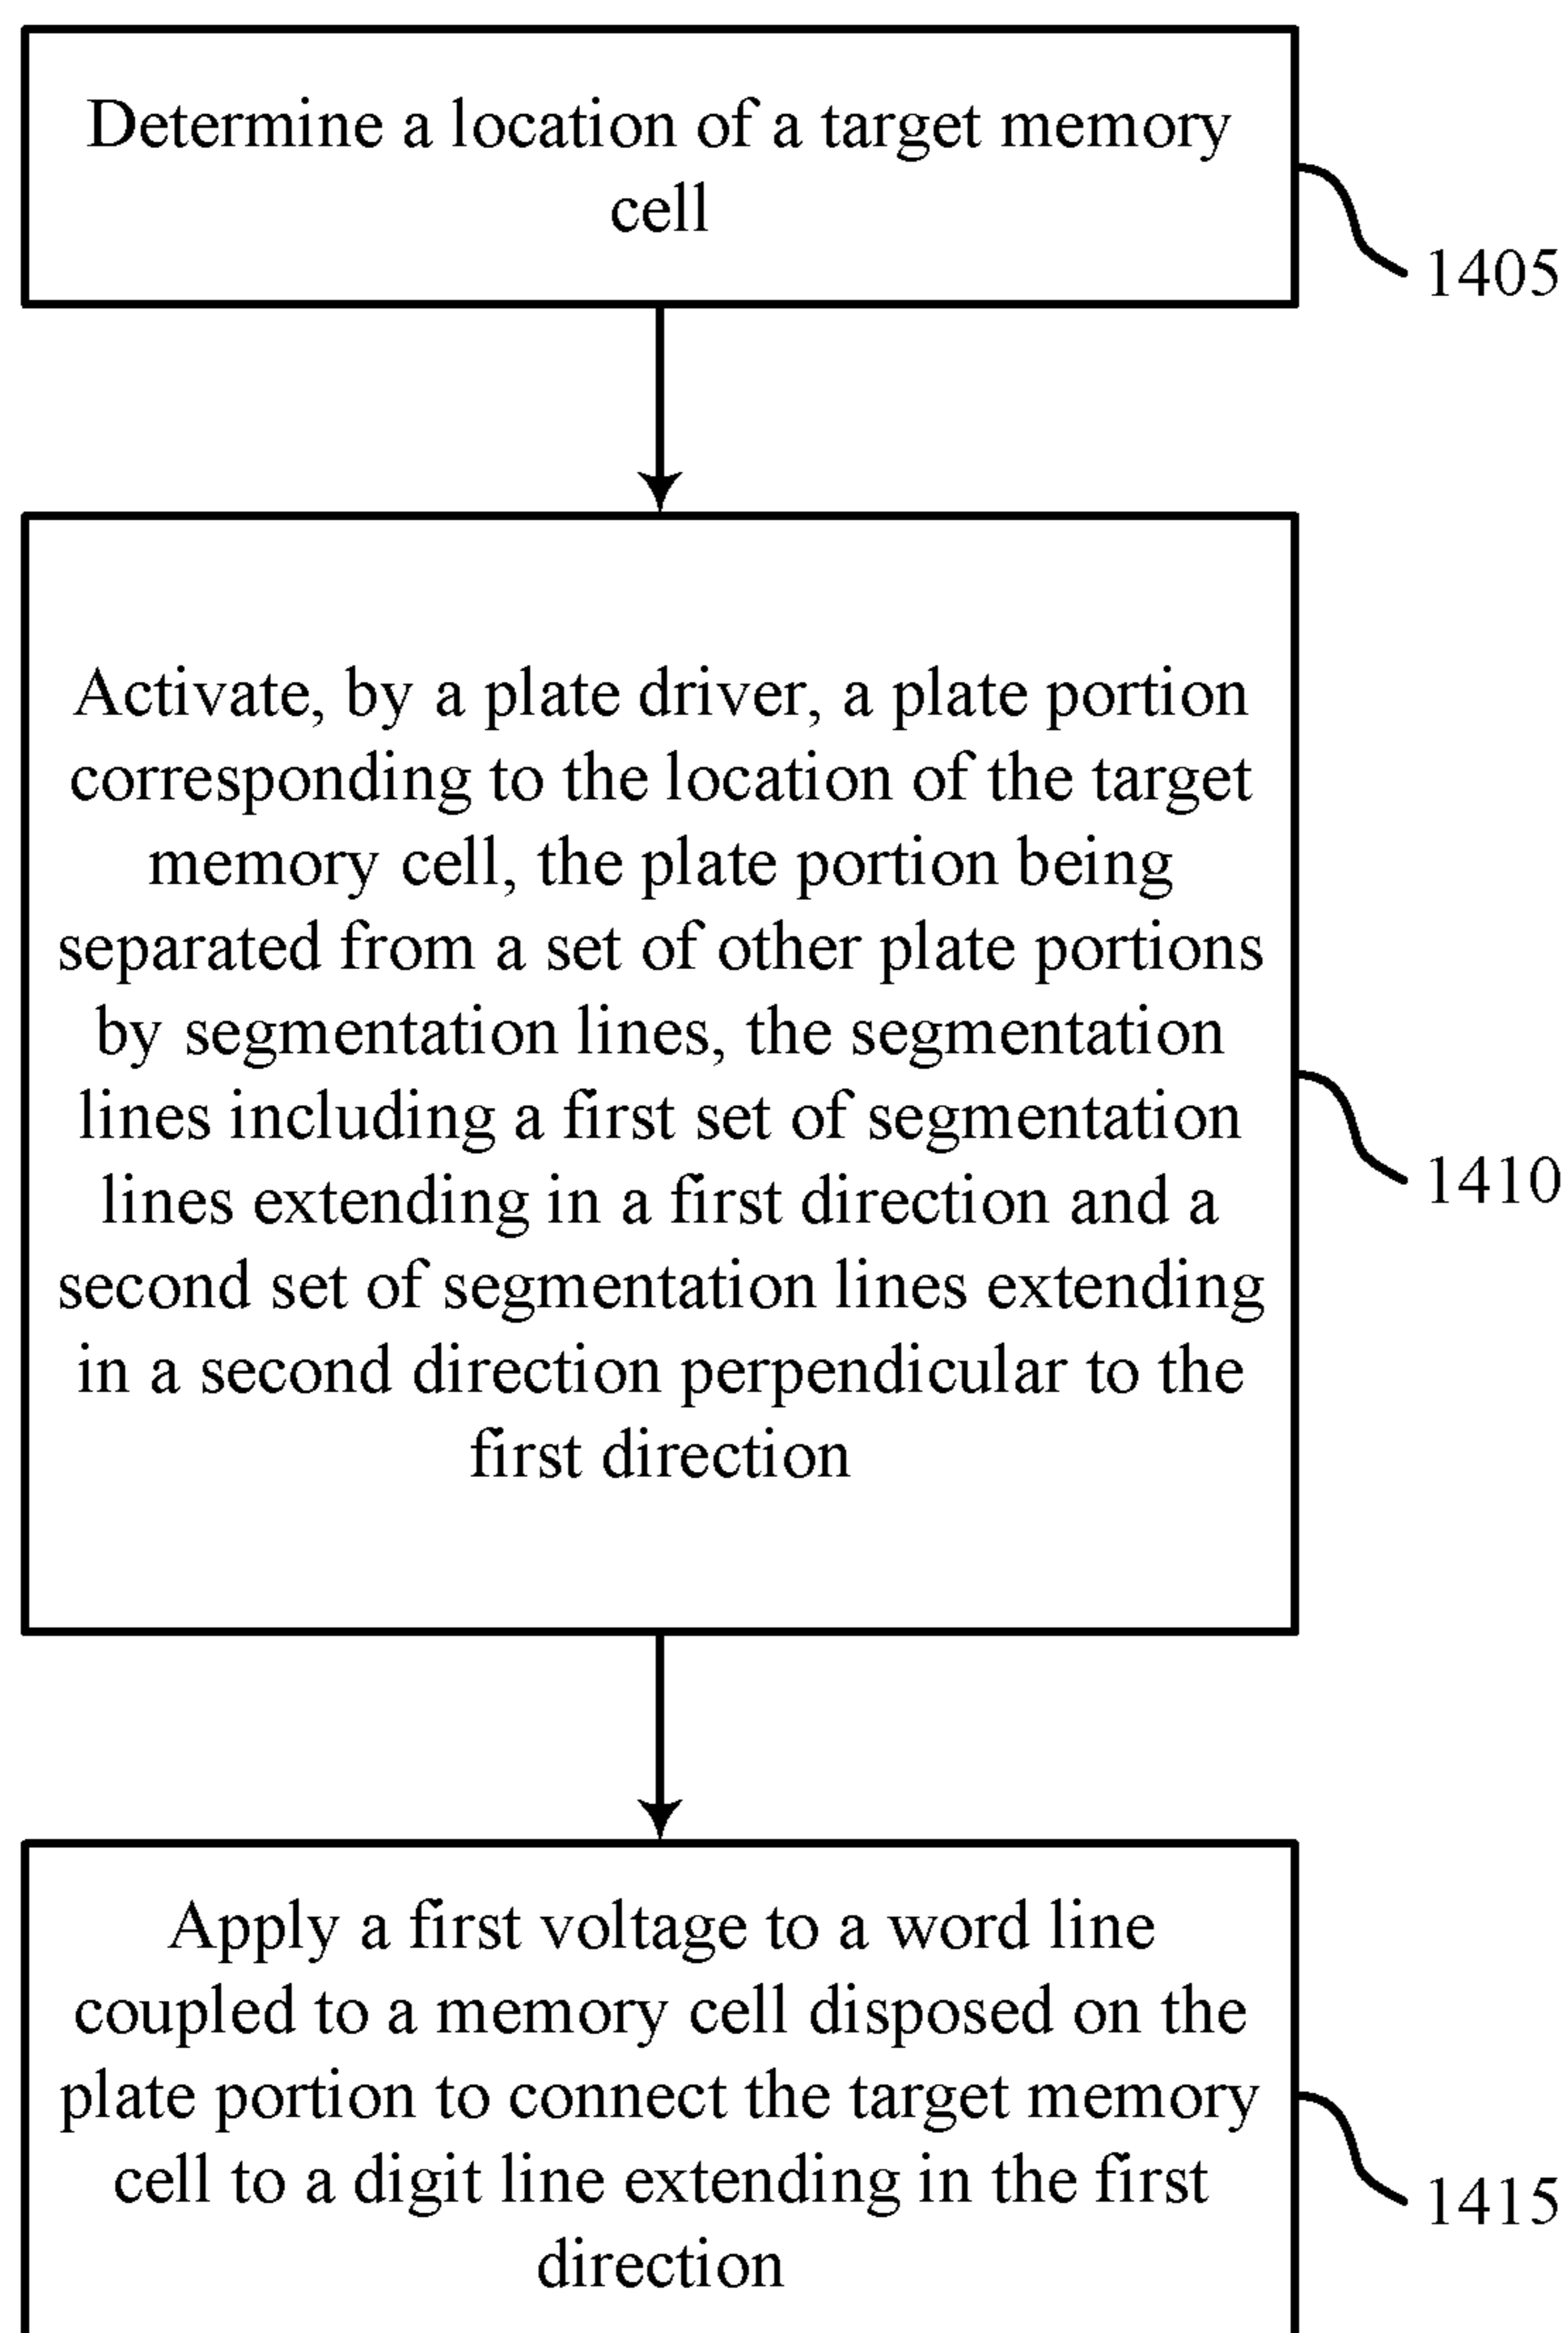 Determine a location of a target memory
cell
1405
Activate, by a plate driver, a plate portion
corresponding to the location of the target
memory cell, the plate portion being
separated from a set of other plate portions
by segmentation lines, the segmentation
lines including a first set of segmentation
lines extending in a first direction and a
second set of segmentation lines extending
in a second direction perpendicular to the
first direction
1410
Apply a first voltage to a word line
coupled to a memory cell disposed on the
plate portion to connect the target memory
cell to a digit line extending in the first
direction
1415